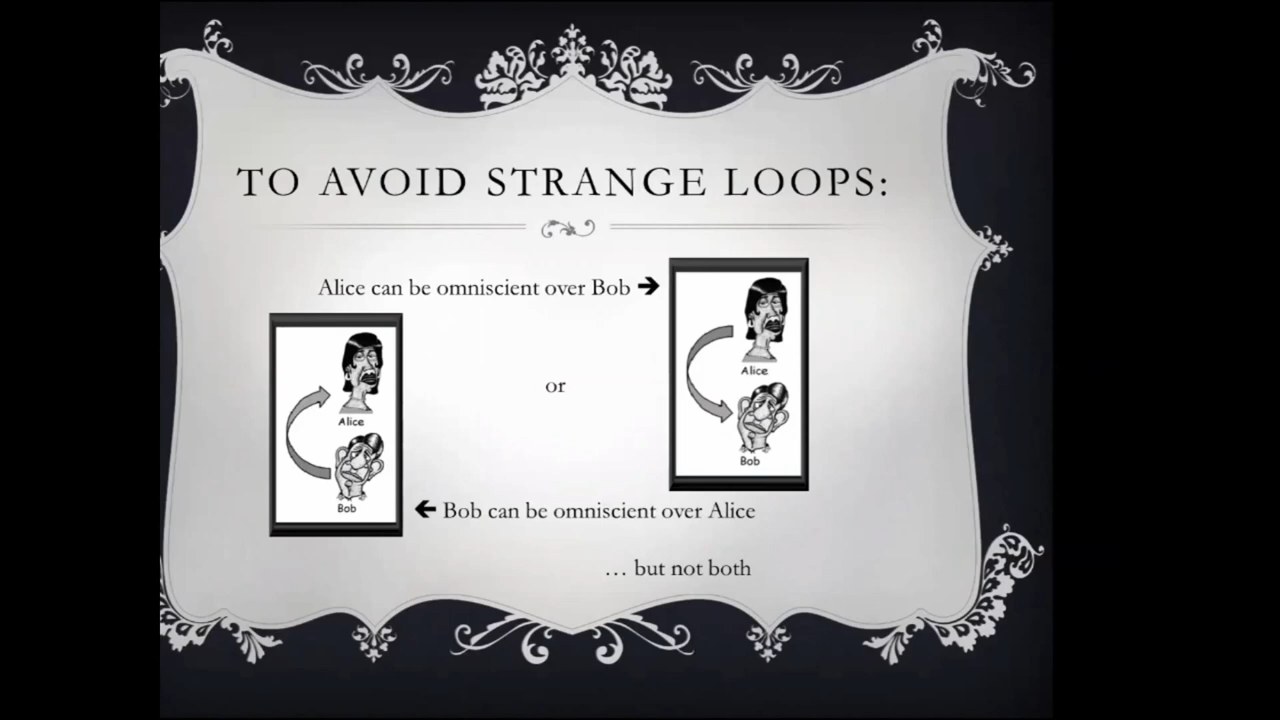 TO AVOID STRANGE LOOPS:
Alice can be omniscient over Bob →
Alice
Bob
or
Alice
Bob
← Bob can be omniscient over Alice
… but not both